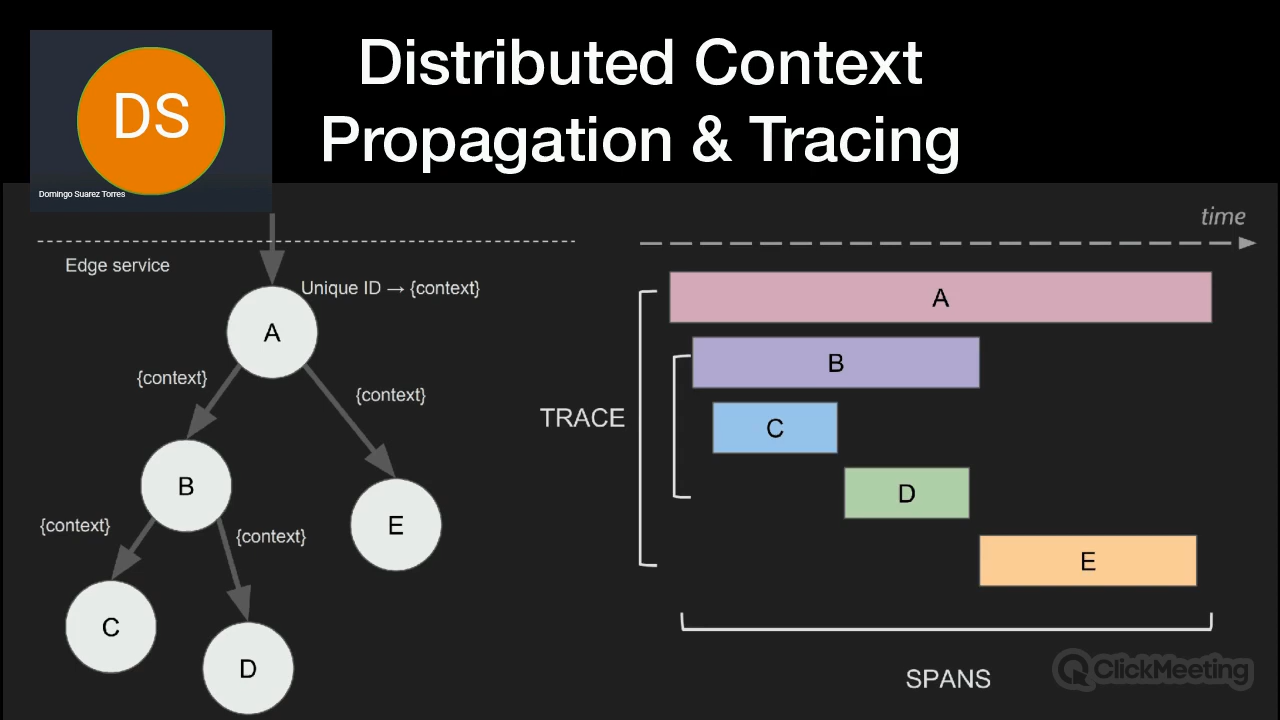 Distributed Context
Propagation & Tracing
DS
Domingo Suarez Torres
Edge service
Unique ID → {context}
A
{context}
{context}
B
E
{context}
{context}
C
D
time
A
B
C
TRACE
D
E
SPANS
ClickMeeting